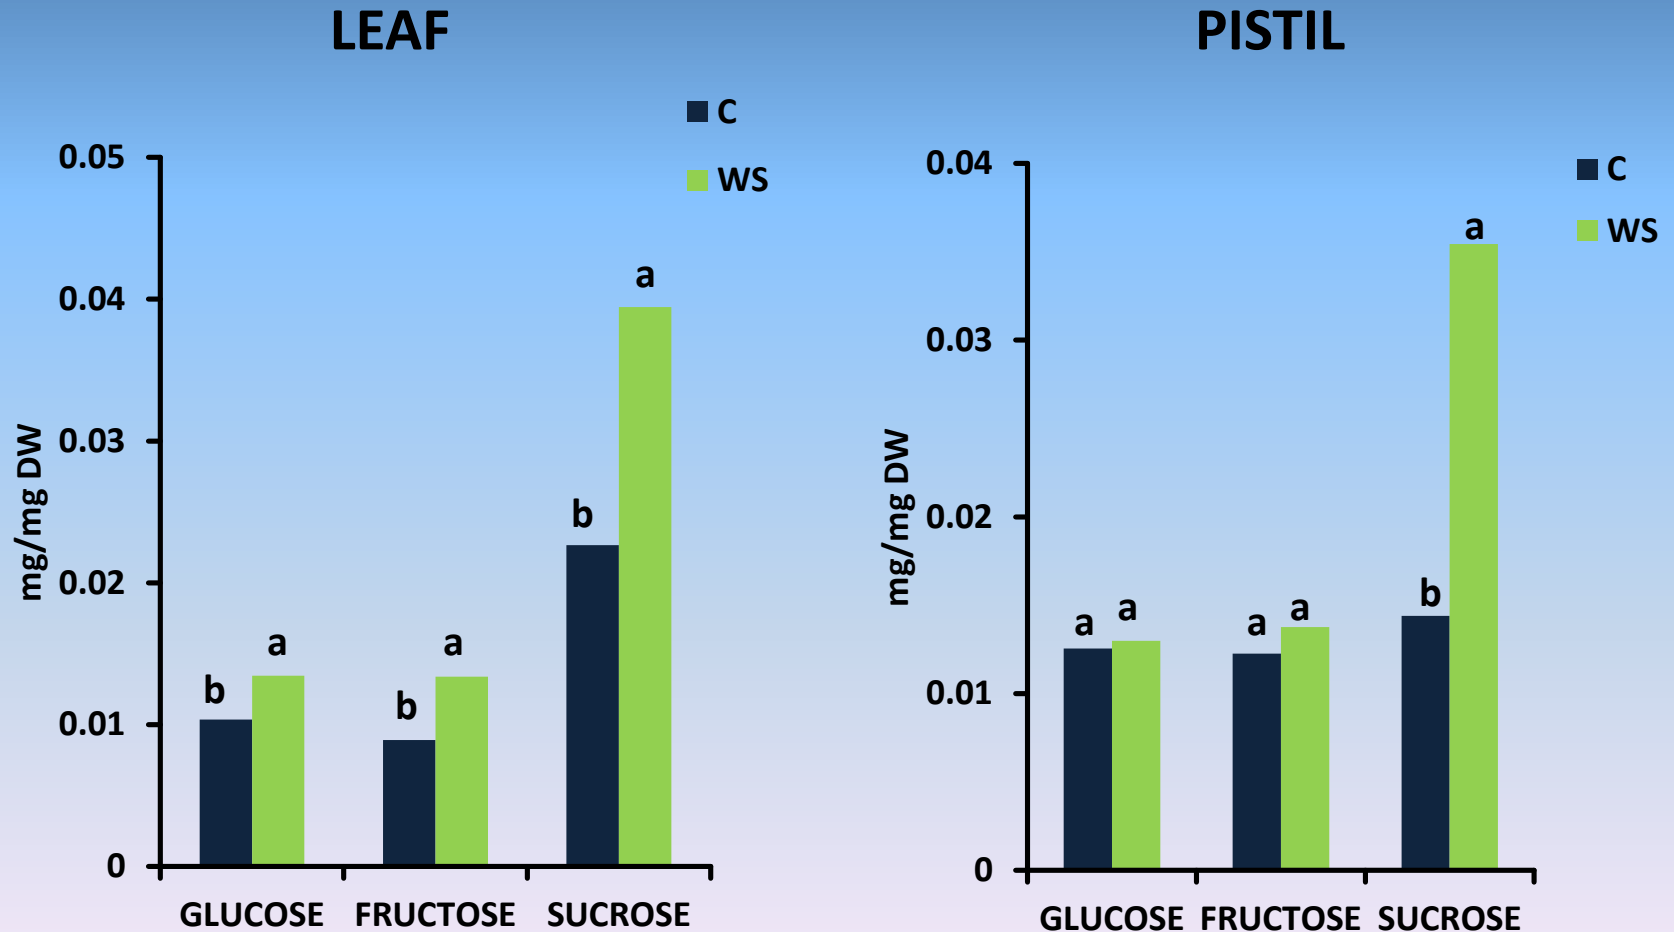 LEAF
C
WS
0.05
0.04
0.03
0.02
0.01
0
mg/mg DW
a
b
a
a
b
b
GLUCOSE FRUCTOSE SUCROSE
PISTIL
C
WS
0.04
0.03
0.02
0.01
0
mg/mg DW
a
b
a a
a a
GLUCOSE FRUCTOSE SUCROSE